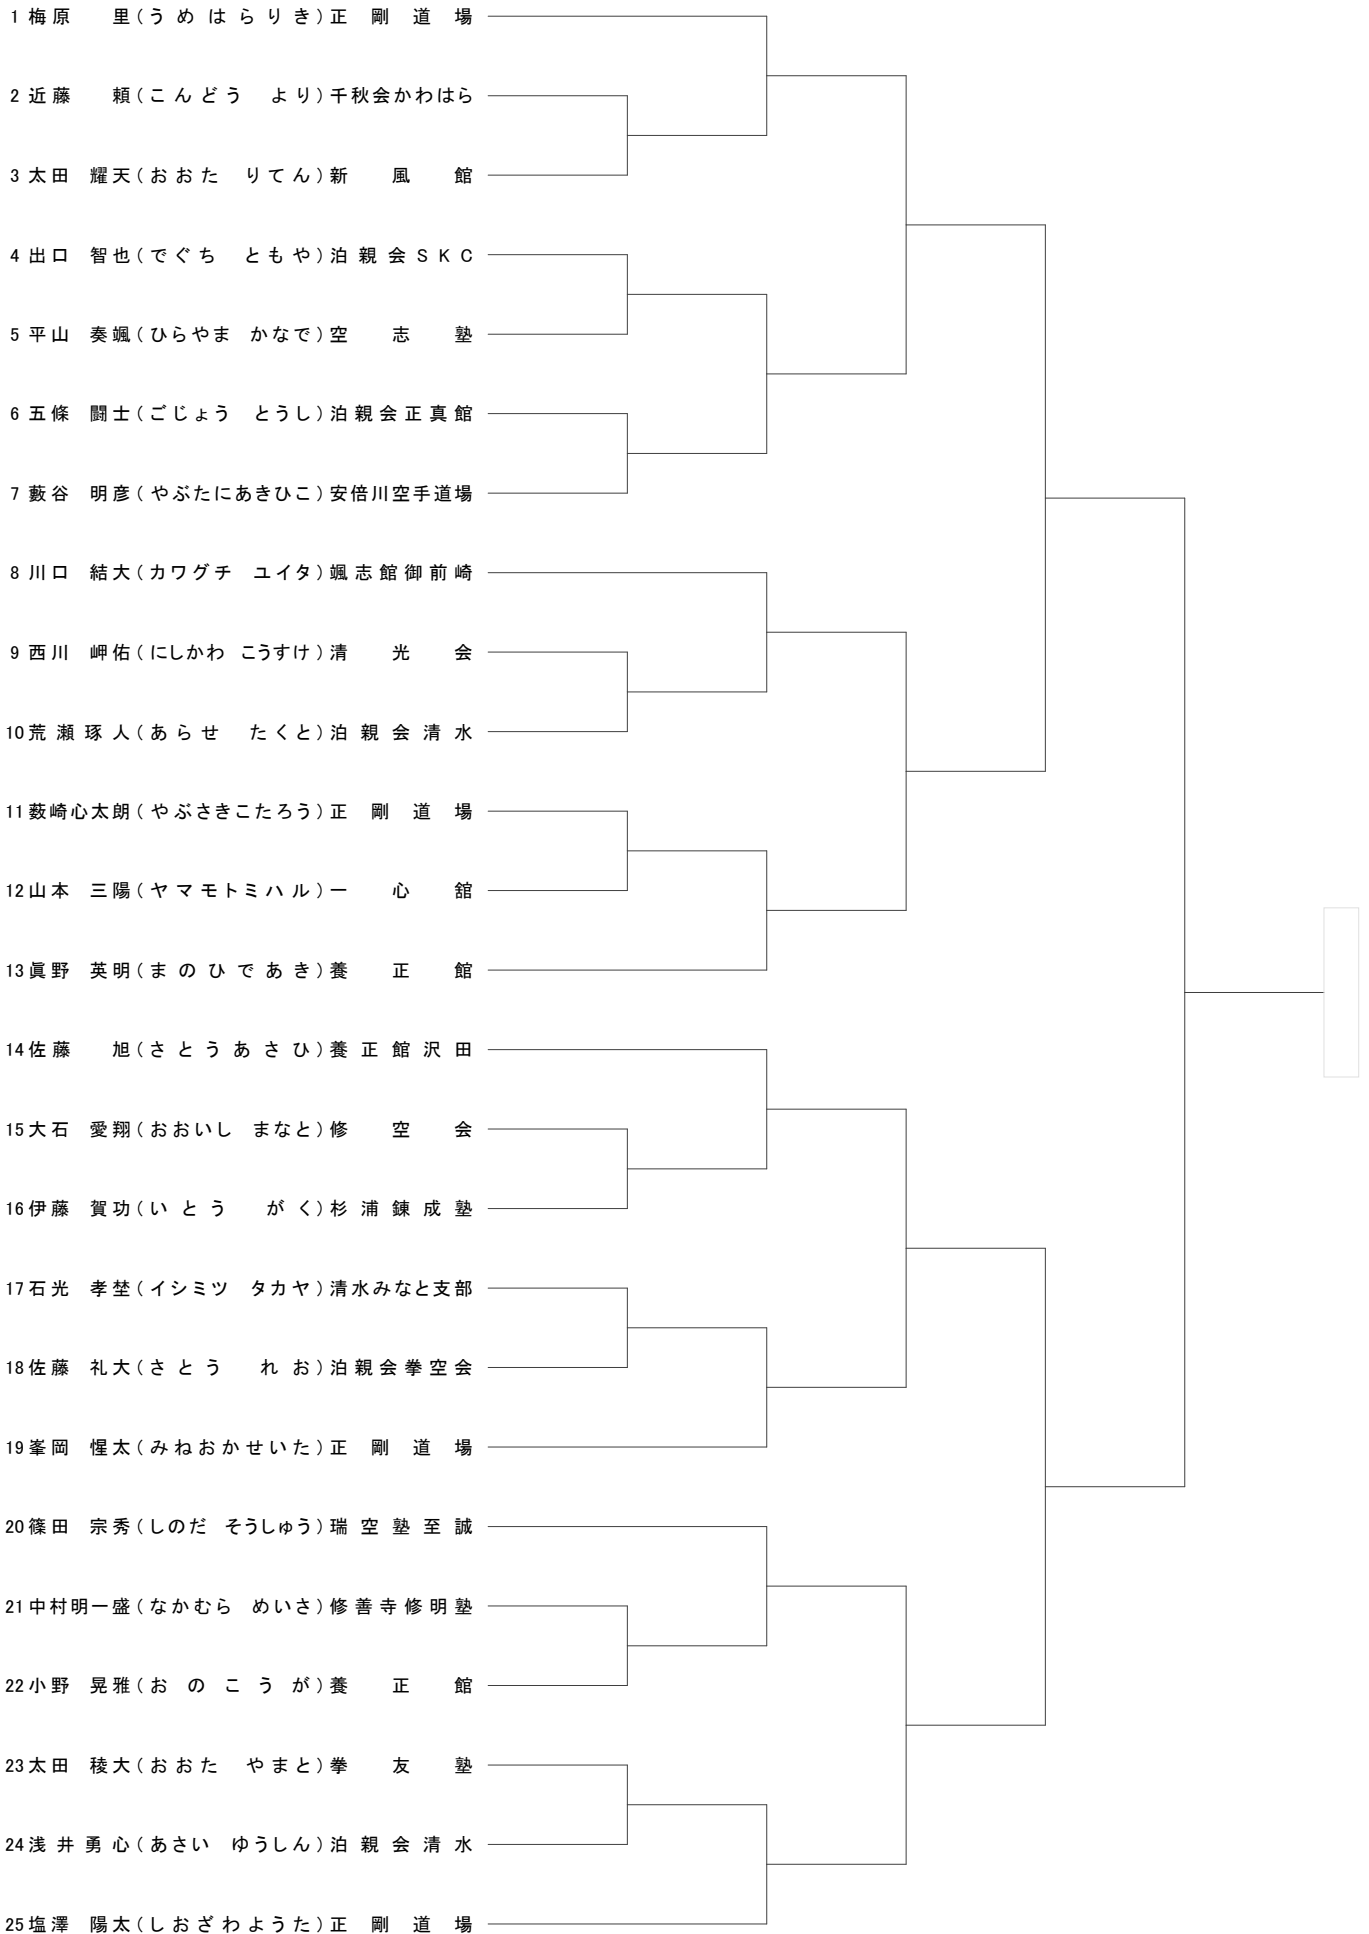 1 梅原 里(うめはらりき)正剛道場
2 近藤 頼(こんどう より)千秋会かわはら
3 太田 耀天(おおた りてん)新風館
4 出口 智也(でぐち ともや)泊親会SKC
5 平山 奏颯(ひらやま かなで)空志塾
6 五條 闘士(ごじょう とうし)泊親会正真館
7 藪谷 明彦(やぶたにあきひこ)安倍川空手道場
8 川口 結大(カワグチ ユイタ)颯志館御前崎
9 西川 岬佑(にしかわ こうすけ)清光会
10 荒瀬琢人(あらせ たくと)泊親会清水
11 薮崎心太朗(やぶさきこたろう)正剛道場
12 山本 三陽(ヤマモトミハル)一心舘
13 眞野 英明(まのひであき)養正館
14 佐藤 旭(さとうあさひ)養正館沢田
15 大石 愛翔(おおいし まなと)修空会
16 伊藤 賀功(いとう がく)杉浦錬成塾
17 石光 孝埜(イシミツ タカヤ)清水みなと支部
18 佐藤 礼大(さとう れお)泊親会拳空会
19 峯岡 惺太(みねおかせいた)正剛道場
20 篠田 宗秀(しのだ そうしゅう)瑞空塾至誠
21 中村明一盛(なかむら めいさ)修善寺修明塾
22 小野 晃雅(おのこうが)養正館
23 太田 稜大(おおた やまと)拳友塾
24 浅井勇心(あさい ゆうしん)泊親会清水
25 塩澤 陽太(しおざわようた)正剛道場